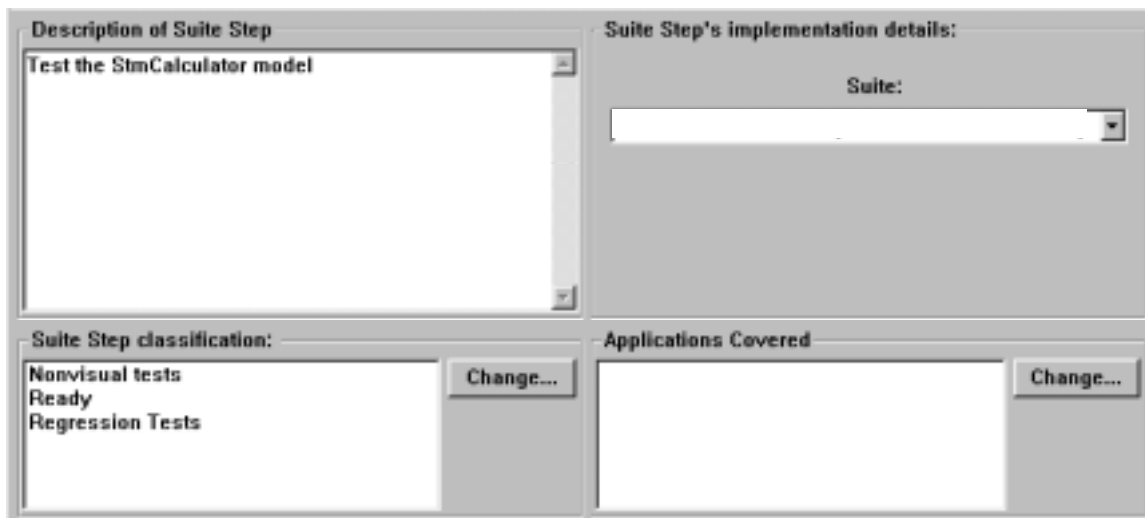 Description of Suite Step
Test the StmCalculator model
Suite Step's implementation details:
Suite:
Suite Step classification:
Nonvisual tests
Ready
Regression Tests
Change...
Applications Covered
Change...